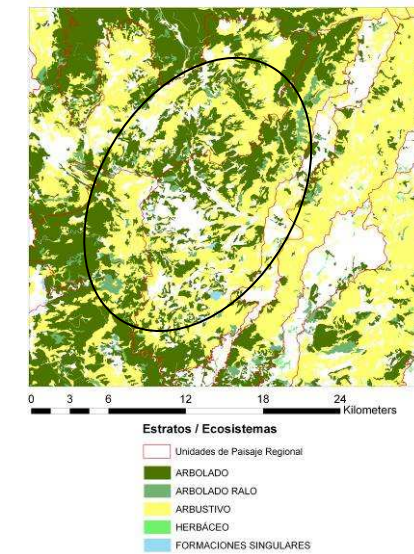 0 3 6 12 18 24
Kilometers
Estratos / Ecosistemas
Unidades de Paisaje Regional
ARBOLADO
ARBOLADO RALO
ARBUSTIVO
HERBÁCEO
FORMACIONES SINGULARES